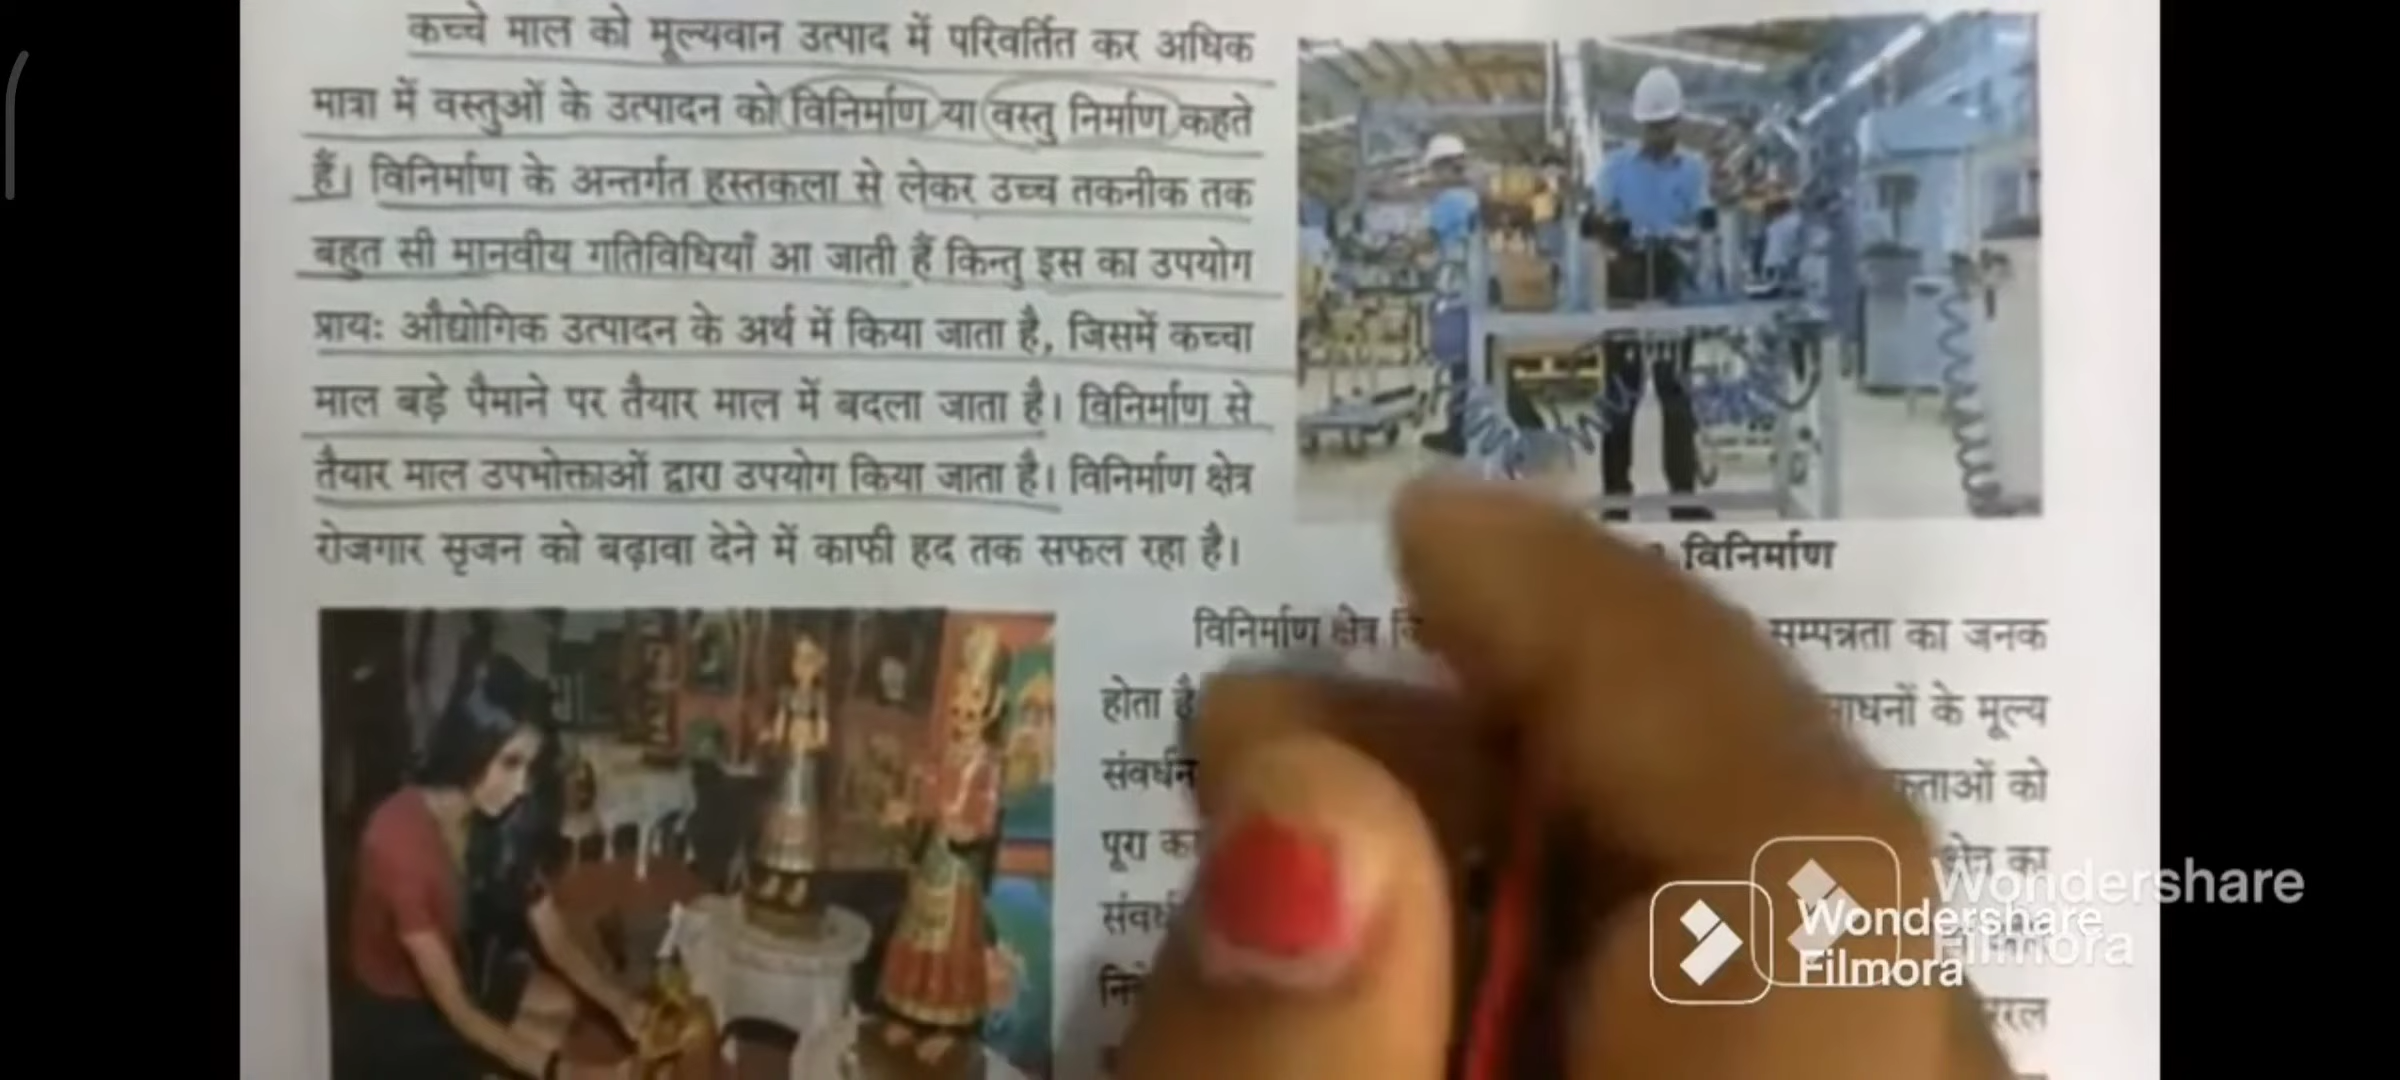 कच्चे माल को मूल्यवान उत्पाद में परिवर्तित कर अधिक
मात्रा में वस्तुओं के उत्पादन को विनिर्माण या वस्तु निर्माण कहते
हैं। विनिर्माण के अन्तर्गत हस्तकला से लेकर उच्च तकनीक तक
बहुत सी मानवीय गतिविधियाँ आ जाती हैं किन्तु इस का उपयोग
प्रायः औद्योगिक उत्पादन के अर्थ में किया जाता है, जिसमें कच्चा
माल बड़े पैमाने पर तैयार माल में बदला जाता है। विनिर्माण से
तैयार माल उपभोक्ताओं द्वारा उपयोग किया जाता है। विनिर्माण क्षेत्र
रोजगार सृजन को बढ़ावा देने में काफी हद तक सफल रहा है।
विनिर्माण
विनिर्माण क्षेत्र सम्पन्नता का जनक
होता है के मूल्य
संवर्धन को
पूरा का
Wondershare
Filmora
Wondershare
Filmora